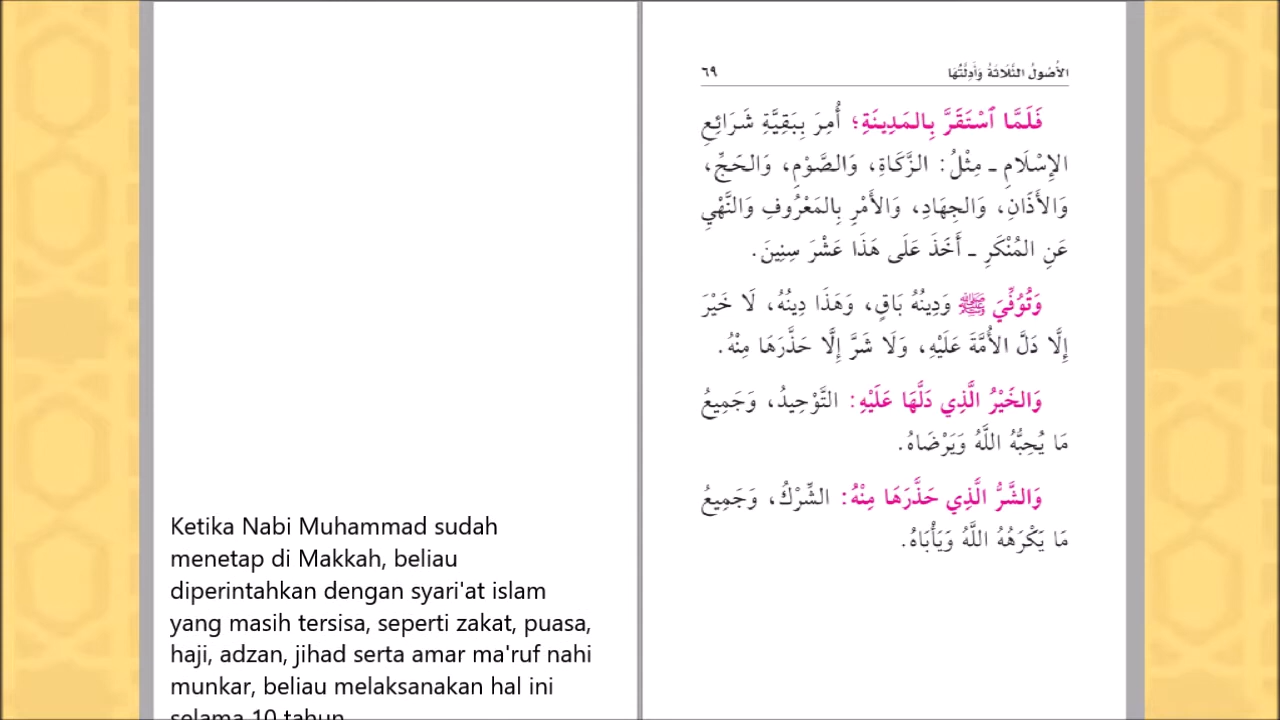 Ketika Nabi Muhammad sudah
menetap di Makkah, beliau
diperintahkan dengan syari'at islam
yang masih tersisa, seperti zakat, puasa,
haji, adzan, jihad serta amar ma'ruf nahi
munkar, beliau melaksanakan hal ini
selama 10 tahun
الأُصُولُ الثَّلَاثَةُ وَأَدِلَّتُهَا ٦٩
فَلَمَّا ٱسْتَقَرَّ بِالمَدِينَةِ؛ أُمِرَ بِبَقِيَّةِ شَرَائِعِ
الإِسْلَامِ ـ مِثْلُ: الزَّكَاةِ، وَالصَّوْمِ، وَالحَجِّ،
وَالأَذَانِ، وَالجِهَادِ، وَالأَمْرِ بِالمَعْرُوفِ وَالنَّهْيِ
عَنِ المُنْكَرِ ـ أَخَذَ عَلَى هَذَا عَشْرَ سِنِينَ.
وَتُوُفِّيَ ﷺ وَدِينُهُ بَاقٍ، وَهَذَا دِينُهُ، لَا خَيْرَ
إِلَّا دَلَّ الأُمَّةَ عَلَيْهِ، وَلَا شَرَّ إِلَّا حَذَّرَهَا مِنْهُ.
وَالخَيْرُ الَّذِي دَلَّهَا عَلَيْهِ: التَّوْحِيدُ، وَجَمِيعُ
مَا يُحِبُّهُ اللَّهُ وَيَرْضَاهُ.
وَالشَّرُّ الَّذِي حَذَّرَهَا مِنْهُ: الشِّرْكُ، وَجَمِيعُ
مَا يَكْرَهُهُ اللَّهُ وَيَأْبَاهُ.